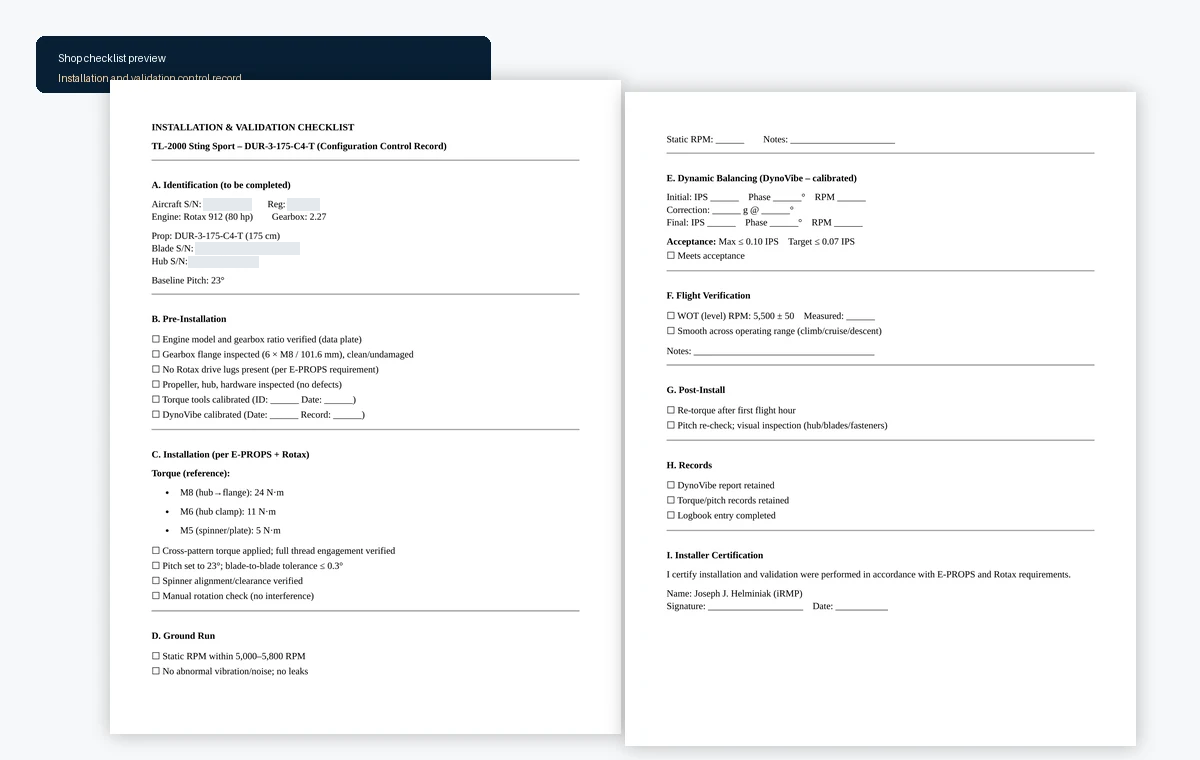 Shop checklist preview
Installation and validation control record
INSTALLATION & VALIDATION CHECKLIST
TL-2000 Sting Sport – DUR-3-175-C4-T (Configuration Control Record)
A. Identification (to be completed)
Aircraft S/N: Reg:
Engine: Rotax 912 (80 hp) Gearbox: 2.27
Prop: DUR-3-175-C4-T (175 cm)
Blade S/N:
Hub S/N:
Baseline Pitch: 23°
B. Pre-Installation
☐ Engine model and gearbox ratio verified (data plate)
☐ Gearbox flange inspected (6 × M8 / 101.6 mm), clean/undamaged
☐ No Rotax drive lugs present (per E-PROPS requirement)
☐ Propeller, hub, hardware inspected (no defects)
☐ Torque tools calibrated (ID: ______ Date: ______)
☐ DynoVibe calibrated (Date: ______ Record: ______)
C. Installation (per E-PROPS + Rotax)
Torque (reference):
• M8 (hub→flange): 24 N·m
• M6 (hub clamp): 11 N·m
• M5 (spinner/plate): 5 N·m
☐ Cross-pattern torque applied; full thread engagement verified
☐ Pitch set to 23°; blade-to-blade tolerance ≤ 0.3°
☐ Spinner alignment/clearance verified
☐ Manual rotation check (no interference)
D. Ground Run
☐ Static RPM within 5,000–5,800 RPM
☐ No abnormal vibration/noise; no leaks
Static RPM: ______ Notes: ______________________
E. Dynamic Balancing (DynoVibe – calibrated)
Initial: IPS ______ Phase ______° RPM ______
Correction: ______ g @ ______°
Final: IPS ______ Phase ______° RPM ______
Acceptance: Max ≤ 0.10 IPS Target ≤ 0.07 IPS
☐ Meets acceptance
F. Flight Verification
☐ WOT (level) RPM: 5,500 ± 50 Measured: ______
☐ Smooth across operating range (climb/cruise/descent)
Notes: ______________________________________
G. Post-Install
☐ Re-torque after first flight hour
☐ Pitch re-check; visual inspection (hub/blades/fasteners)
H. Records
☐ DynoVibe report retained
☐ Torque/pitch records retained
☐ Logbook entry completed
I. Installer Certification
I certify installation and validation were performed in accordance with E-PROPS and Rotax requirements.
Name: Joseph J. Helminiak (iRMP)
Signature: ____________________ Date: ___________